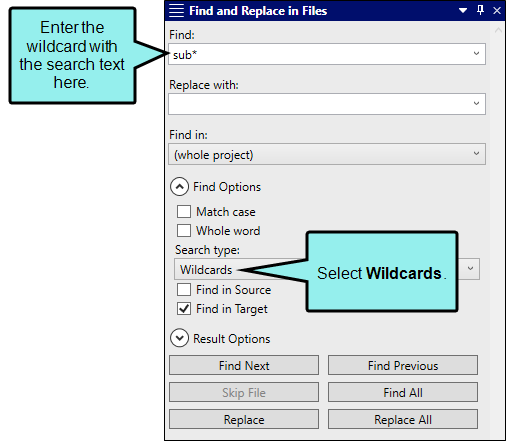 Enter the
wildcard with
the search text
here.
Find and Replace in Files
Find:
sub*
Replace with:
Find in:
(whole project)
Find Options
Match case
Whole word
Search type:
Wildcards
Select Wildcards.
Find in Source
Find in Target
Result Options
Find Next
Find Previous
Skip File
Find All
Replace
Replace All